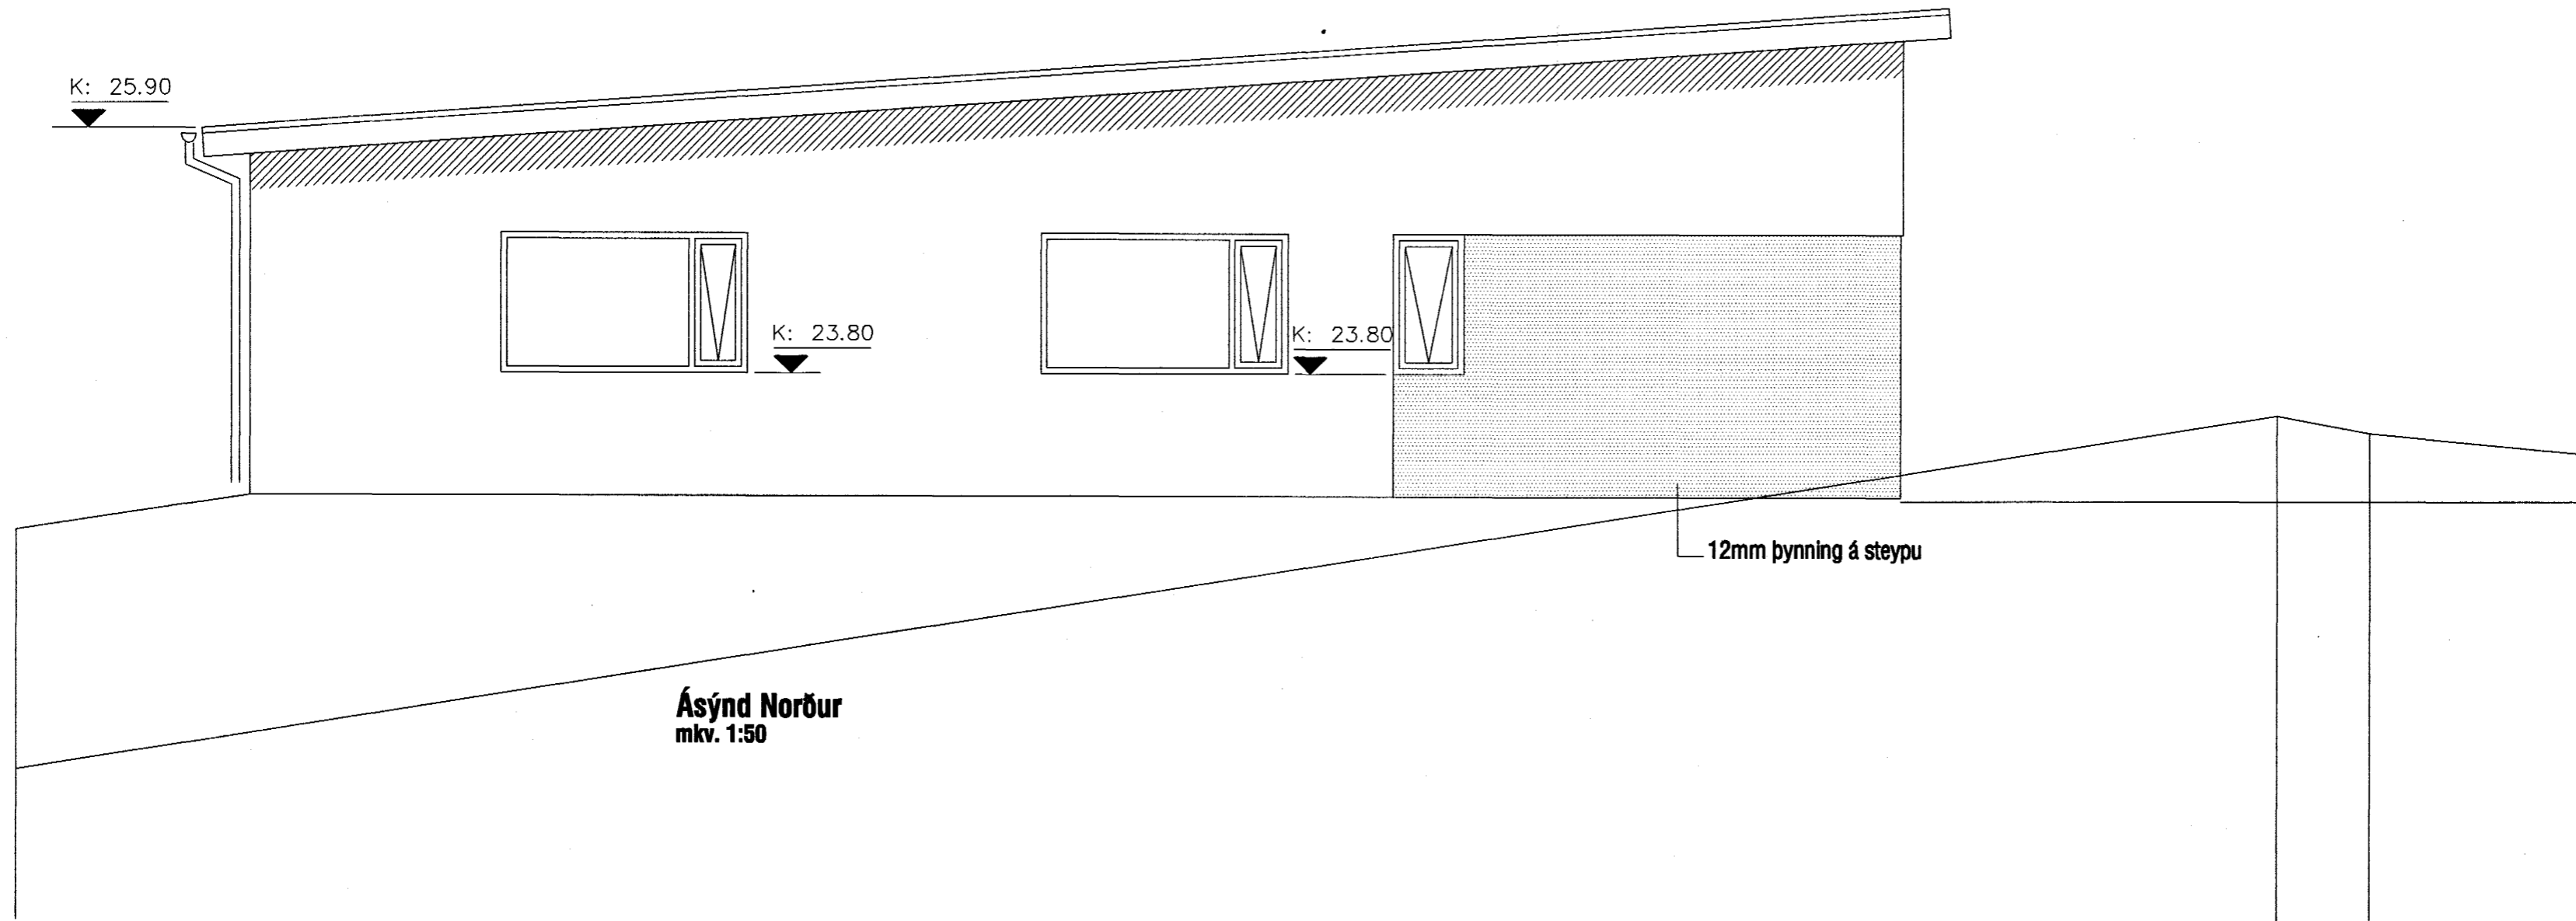 K: 25.90
K: 23.80
K: 23.80
12mm þynning á steypu
Ásýnd Norður
mkv. 1:50